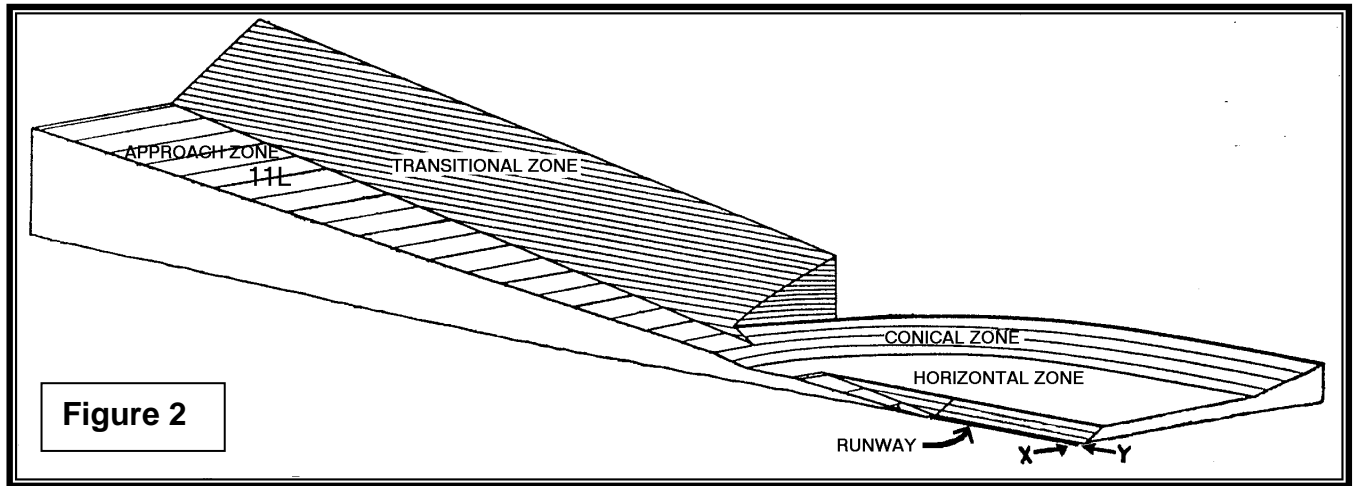 APPROACH ZONE
11L
TRANSITIONAL ZONE
CONICAL ZONE
HORIZONTAL ZONE
Figure 2
RUNWAY
X
Y